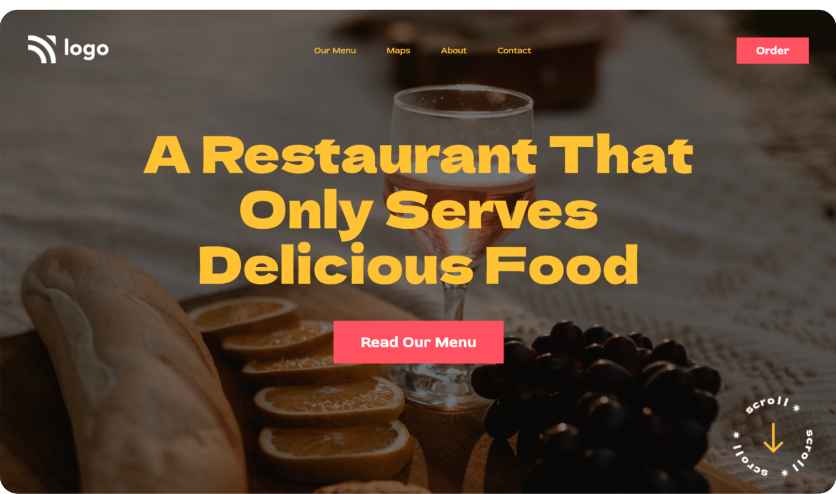 logo
Our Menu
Maps
About
Contact
Order
A Restaurant That
Only Serves
Delicious Food
Read Our Menu
scroll * scroll * scroll * scroll *